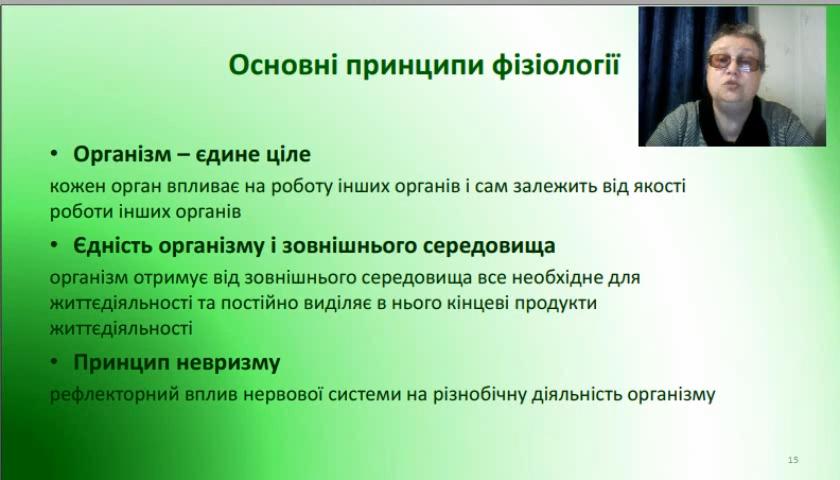 Основні принципи фізіології
• Організм – єдине ціле
кожен орган впливає на роботу інших органів і сам залежить від якості
роботи інших органів
• Єдність організму і зовнішнього середовища
організм отримує від зовнішнього середовища все необхідне для
життєдіяльності та постійно виділяє в нього кінцеві продукти
життєдіяльності
• Принцип невризму
рефлекторний вплив нервової системи на різнобічну діяльність організму
15